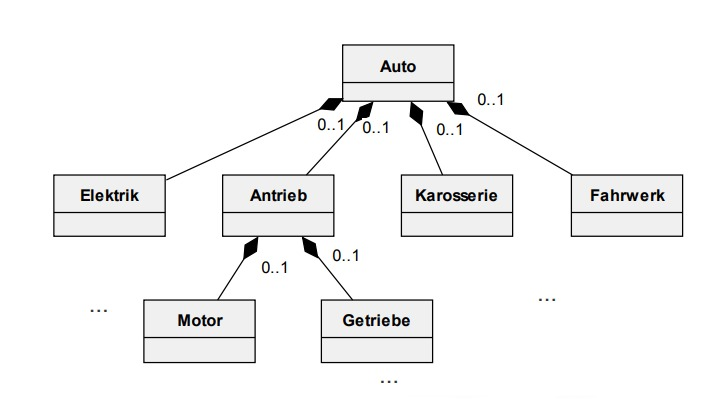 Auto
0..1
0..1
0..1
0..1
Elektrik
Antrieb
Karosserie
Fahrwerk
0..1
0..1
...
...
Motor
Getriebe
...